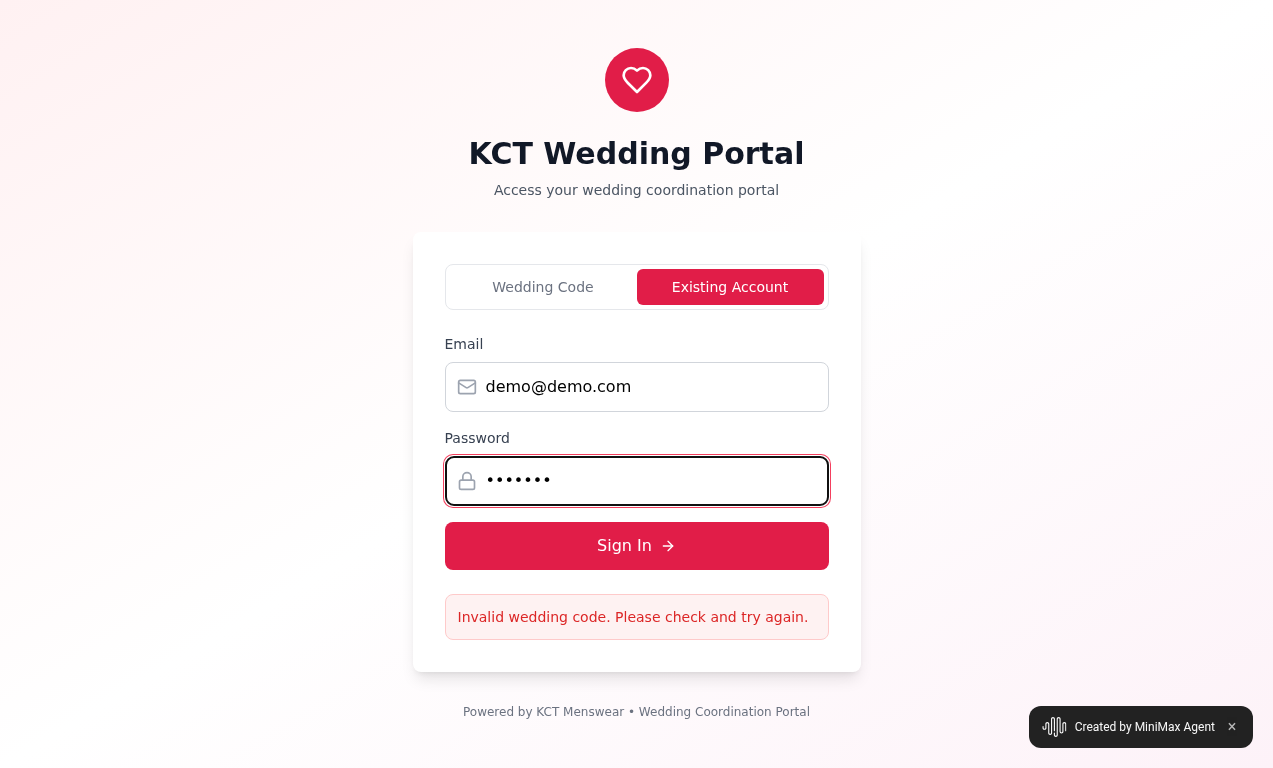 KCT Wedding Portal
Access your wedding coordination portal
Wedding Code
Existing Account
Email
demo@demo.com
Password
•••••••
Sign In →
Invalid wedding code. Please check and try again.
Powered by KCT Menswear • Wedding Coordination Portal
Created by MiniMax Agent ×